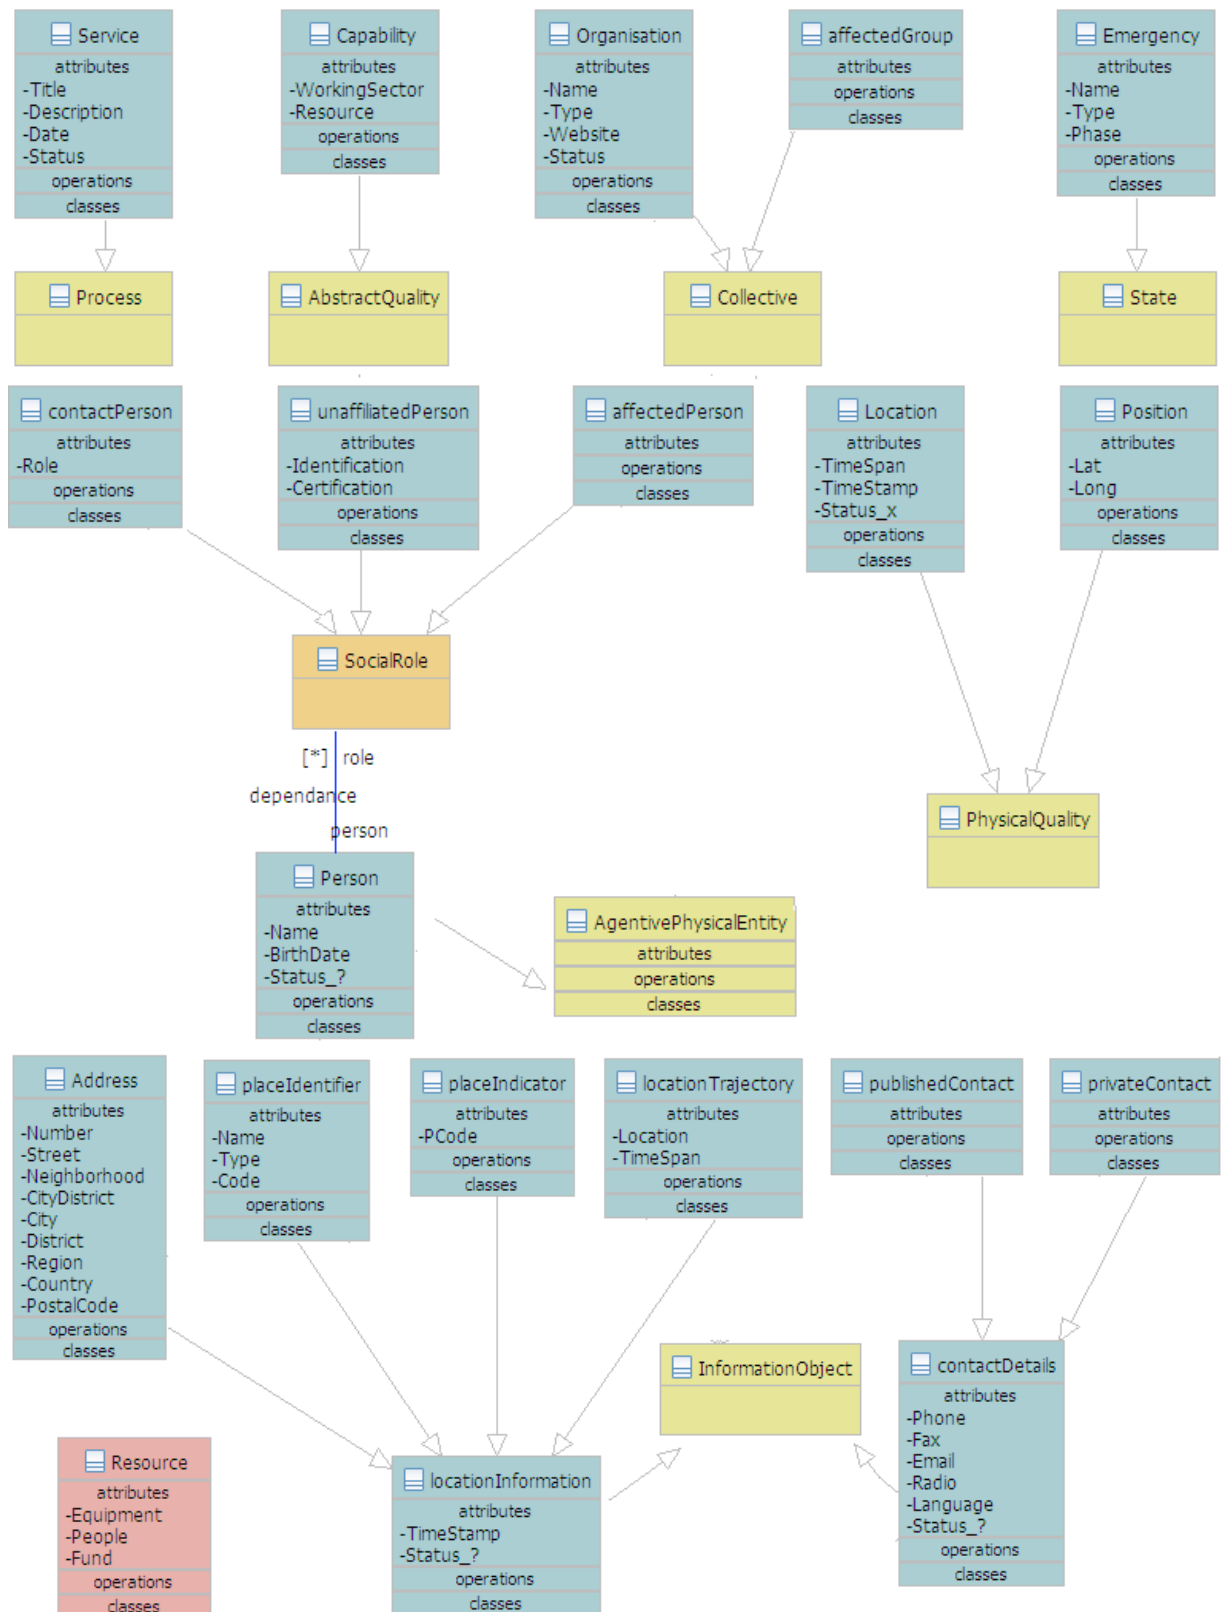 Service
attributes
-Title
-Description
-Date
-Status
operations
classes
Capability
attributes
-WorkingSector
-Resource
operations
classes
Organisation
attributes
-Name
-Type
-Website
-Status
operations
classes
affectedGroup
attributes
operations
classes
Emergency
attributes
-Name
-Type
-Phase
operations
classes
Process
AbstractQuality
Collective
State
contactPerson
attributes
-Role
operations
classes
unaffiliatedPerson
attributes
-Identification
-Certification
operations
classes
affectedPerson
attributes
operations
classes
Location
attributes
-TimeSpan
-TimeStamp
-Status_x
operations
classes
Position
attributes
-Lat
-Long
operations
classes
SocialRole
[*] role
dependance
person
PhysicalQuality
Person
attributes
-Name
-BirthDate
-Status_?
operations
classes
AgentivePhysicalEntity
attributes
operations
classes
Address
attributes
-Number
-Street
-Neighborhood
-CityDistrict
-City
-District
-Region
-Country
-PostalCode
operations
classes
placeIdentifier
attributes
-Name
-Type
-Code
operations
classes
placeIndicator
attributes
-PCode
operations
classes
locationTrajectory
attributes
-Location
-TimeSpan
operations
classes
publishedContact
attributes
operations
classes
privateContact
attributes
operations
classes
InformationObject
contactDetails
attributes
-Phone
-Fax
-Email
-Radio
-Language
-Status_?
operations
classes
Resource
attributes
-Equipment
-People
-Fund
operations
classes
locationInformation
attributes
-TimeStamp
-Status_?
operations
classes